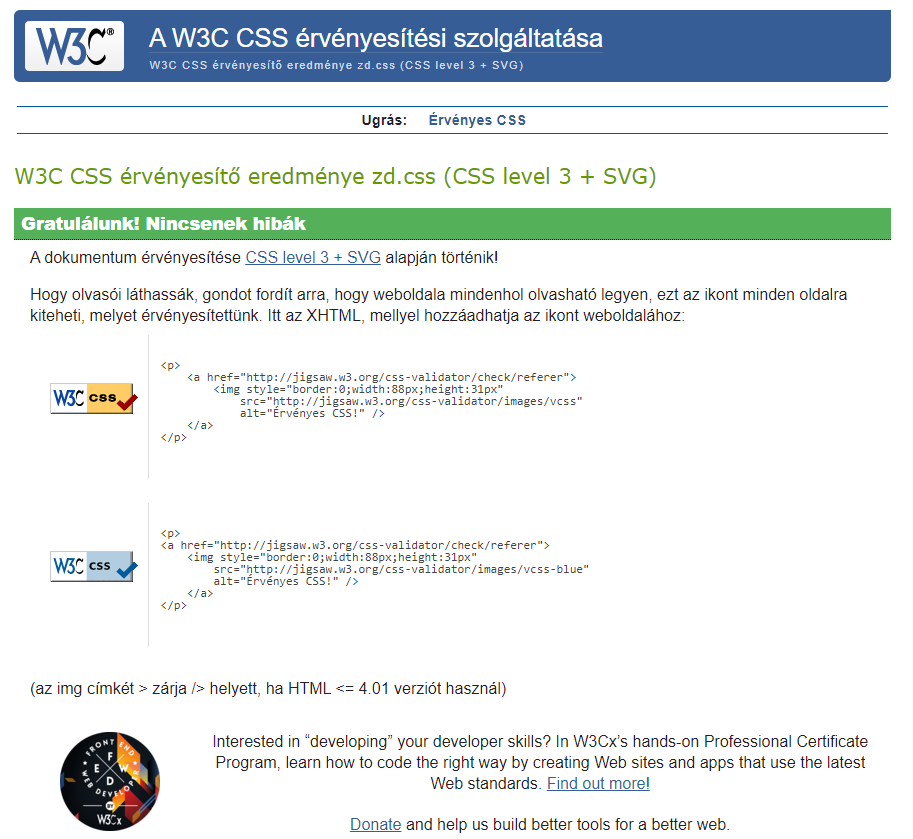 W3C®
A W3C CSS érvényesítési szolgáltatása
W3C CSS érvényesítő eredménye zd.css (CSS level 3 + SVG)
Ugrás: Érvényes CSS
W3C CSS érvényesítő eredménye zd.css (CSS level 3 + SVG)
Gratulálunk! Nincsenek hibák
A dokumentum érvényesítése CSS level 3 + SVG alapján történik!
Hogy olvasói láthassák, gondot fordít arra, hogy weboldala mindenhol olvasható legyen, ezt az ikont minden oldalra
kiteheti, melyet érvényesítettünk. Itt az XHTML, mellyel hozzáadhatja az ikont weboldalához:
W3C css
<p>
<a href="http://jigsaw.w3.org/css-validator/check/referer">
<img style="border:0;width:88px;height:31px"
src="http://jigsaw.w3.org/css-validator/images/vcss"
alt="Érvényes CSS!" />
</a>
</p>
W3C css
<p>
<a href="http://jigsaw.w3.org/css-validator/check/referer">
<img style="border:0;width:88px;height:31px"
src="http://jigsaw.w3.org/css-validator/images/vcss-blue"
alt="Érvényes CSS!" />
</a>
</p>
(az img címkét > zárja /> helyett, ha HTML <= 4.01 verziót használ)
FRONT END
WEB DEVELOPER
F
E W
D
BY
W3Cx
Interested in “developing” your developer skills? In W3Cx’s hands-on Professional Certificate
Program, learn how to code the right way by creating Web sites and apps that use the latest
Web standards. Find out more!
Donate and help us build better tools for a better web.